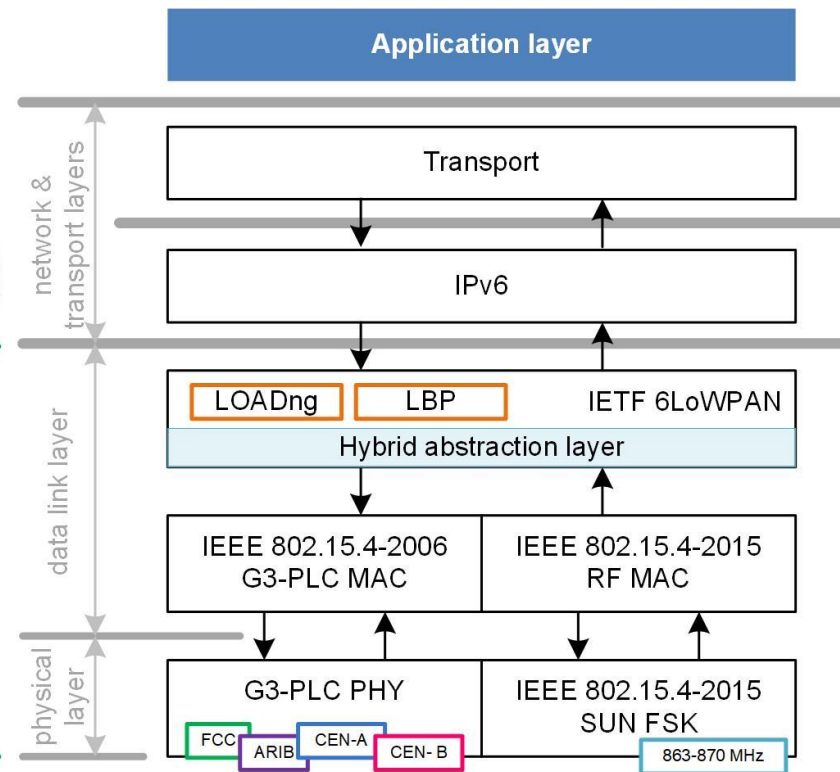 Application layer
network &
transport layers
Transport
IPv6
data link layer
LOADng
LBP
IETF 6LoWPAN
Hybrid abstraction layer
IEEE 802.15.4-2006
G3-PLC MAC
IEEE 802.15.4-2015
RF MAC
physical
layer
G3-PLC PHY
FCC
ARIB
CEN-A
CEN- B
IEEE 802.15.4-2015
SUN FSK
863-870 MHz